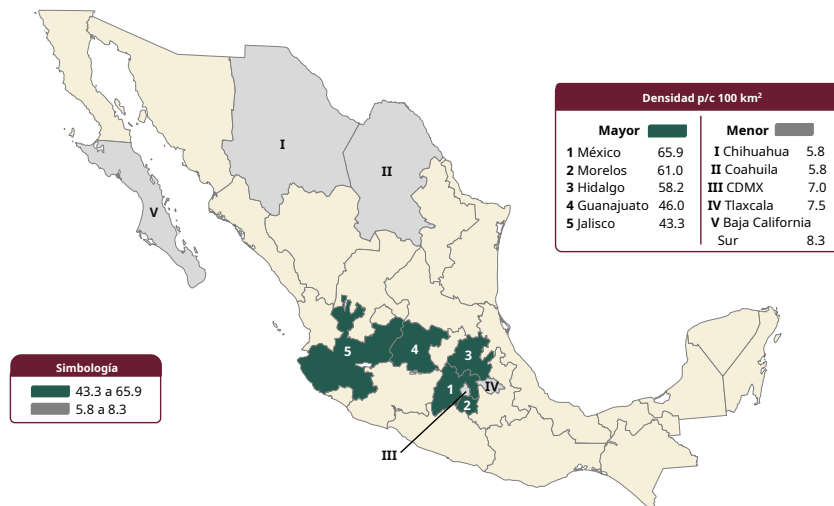 Densidad p/c 100 km²
Mayor
1 México 65.9
2 Morelos 61.0
3 Hidalgo 58.2
4 Guanajuato 46.0
5 Jalisco 43.3
Menor
I Chihuahua 5.8
II Coahuila 5.8
III CDMX 7.0
IV Tlaxcala 7.5
V Baja California
Sur 8.3
I
II
V
5
4
3
1
IV
2
III
Simbología
43.3 a 65.9
5.8 a 8.3